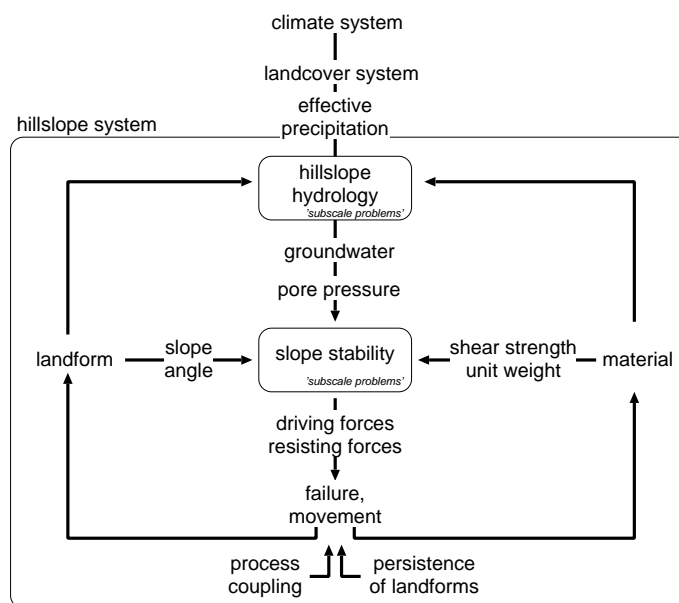 climate system
landcover system
effective
precipitation
hillslope system
hillslope
hydrology
'subscale problems'
groundwater
pore pressure
landform
slope
angle
slope stability
'subscale problems'
shear strength
unit weight
material
driving forces
resisting forces
failure,
movement
process
coupling
persistence
of landforms